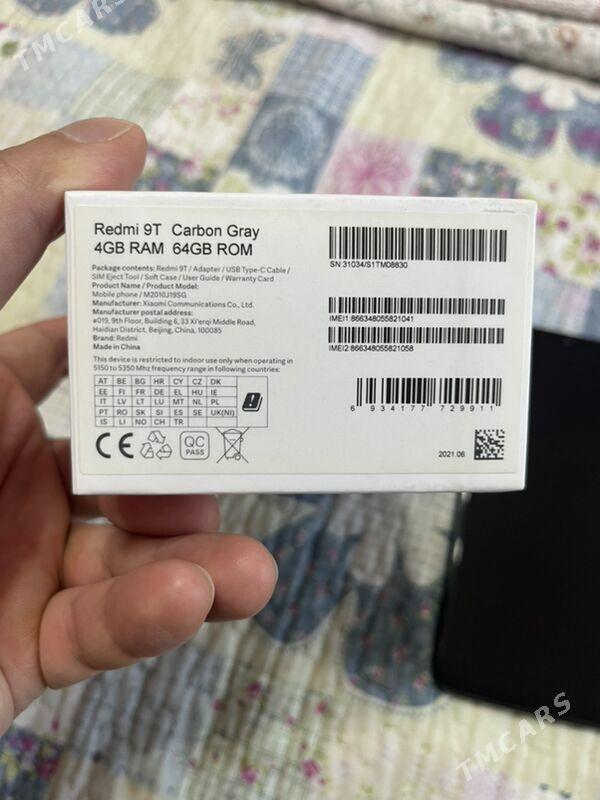 TMCARS
Redmi 9T Carbon Gray
4GB RAM 64GB ROM
Package contents: Redmi 9T / Adapter / USB Type-C Cable /
SIM Eject Tool / Soft Case / User Guide / Warranty Card
Product Name / Product Model:
Mobile phone / M2010J19SG
Manufacturer: Xiaomi Communications Co., Ltd.
Manufacturer postal address:
#019, 9th Floor, Building 6, 33 Xi'erqi Middle Road,
Haidian District, Beijing, China, 100085
Brand: Redmi
Made in China
This device is restricted to indoor use only when operating in
5150 to 5350 Mhz frequency range in following countries:
AT BE BG HR CY CZ DK
EE FI FR DE EL HU IE
IT LV LT LU MT NL PL
PT RO SK SI ES SE UK(NI)
IS LI NO CH TR
CE
QC
PASS
SN:31034/S1TM08830
IMEI1:866348055821041
IMEI2:866348055821058
6 934177 729911
2021.06
TMCARS